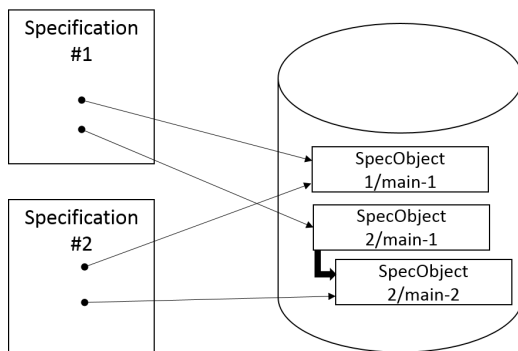 Specification
#1
SpecObject
1/main-1
Specification
#2
SpecObject
2/main-1
SpecObject
2/main-2